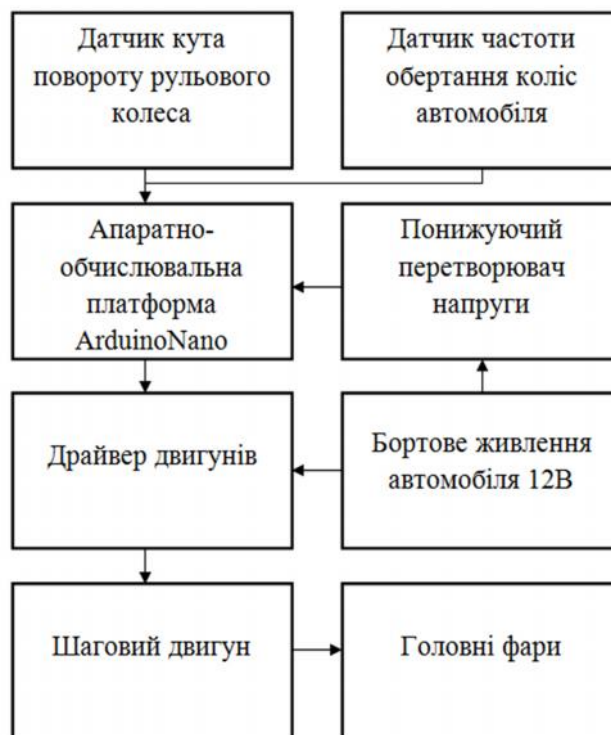 Датчик кута
повороту рульового
колеса
Датчик частоти
обертання коліс
автомобіля
Апаратно-
обчислювальна
платформа
ArduinoNano
Понижуючий
перетворювач
напруги
Драйвер двигунів
Бортове живлення
автомобіля 12В
Шаговий двигун
Головні фари